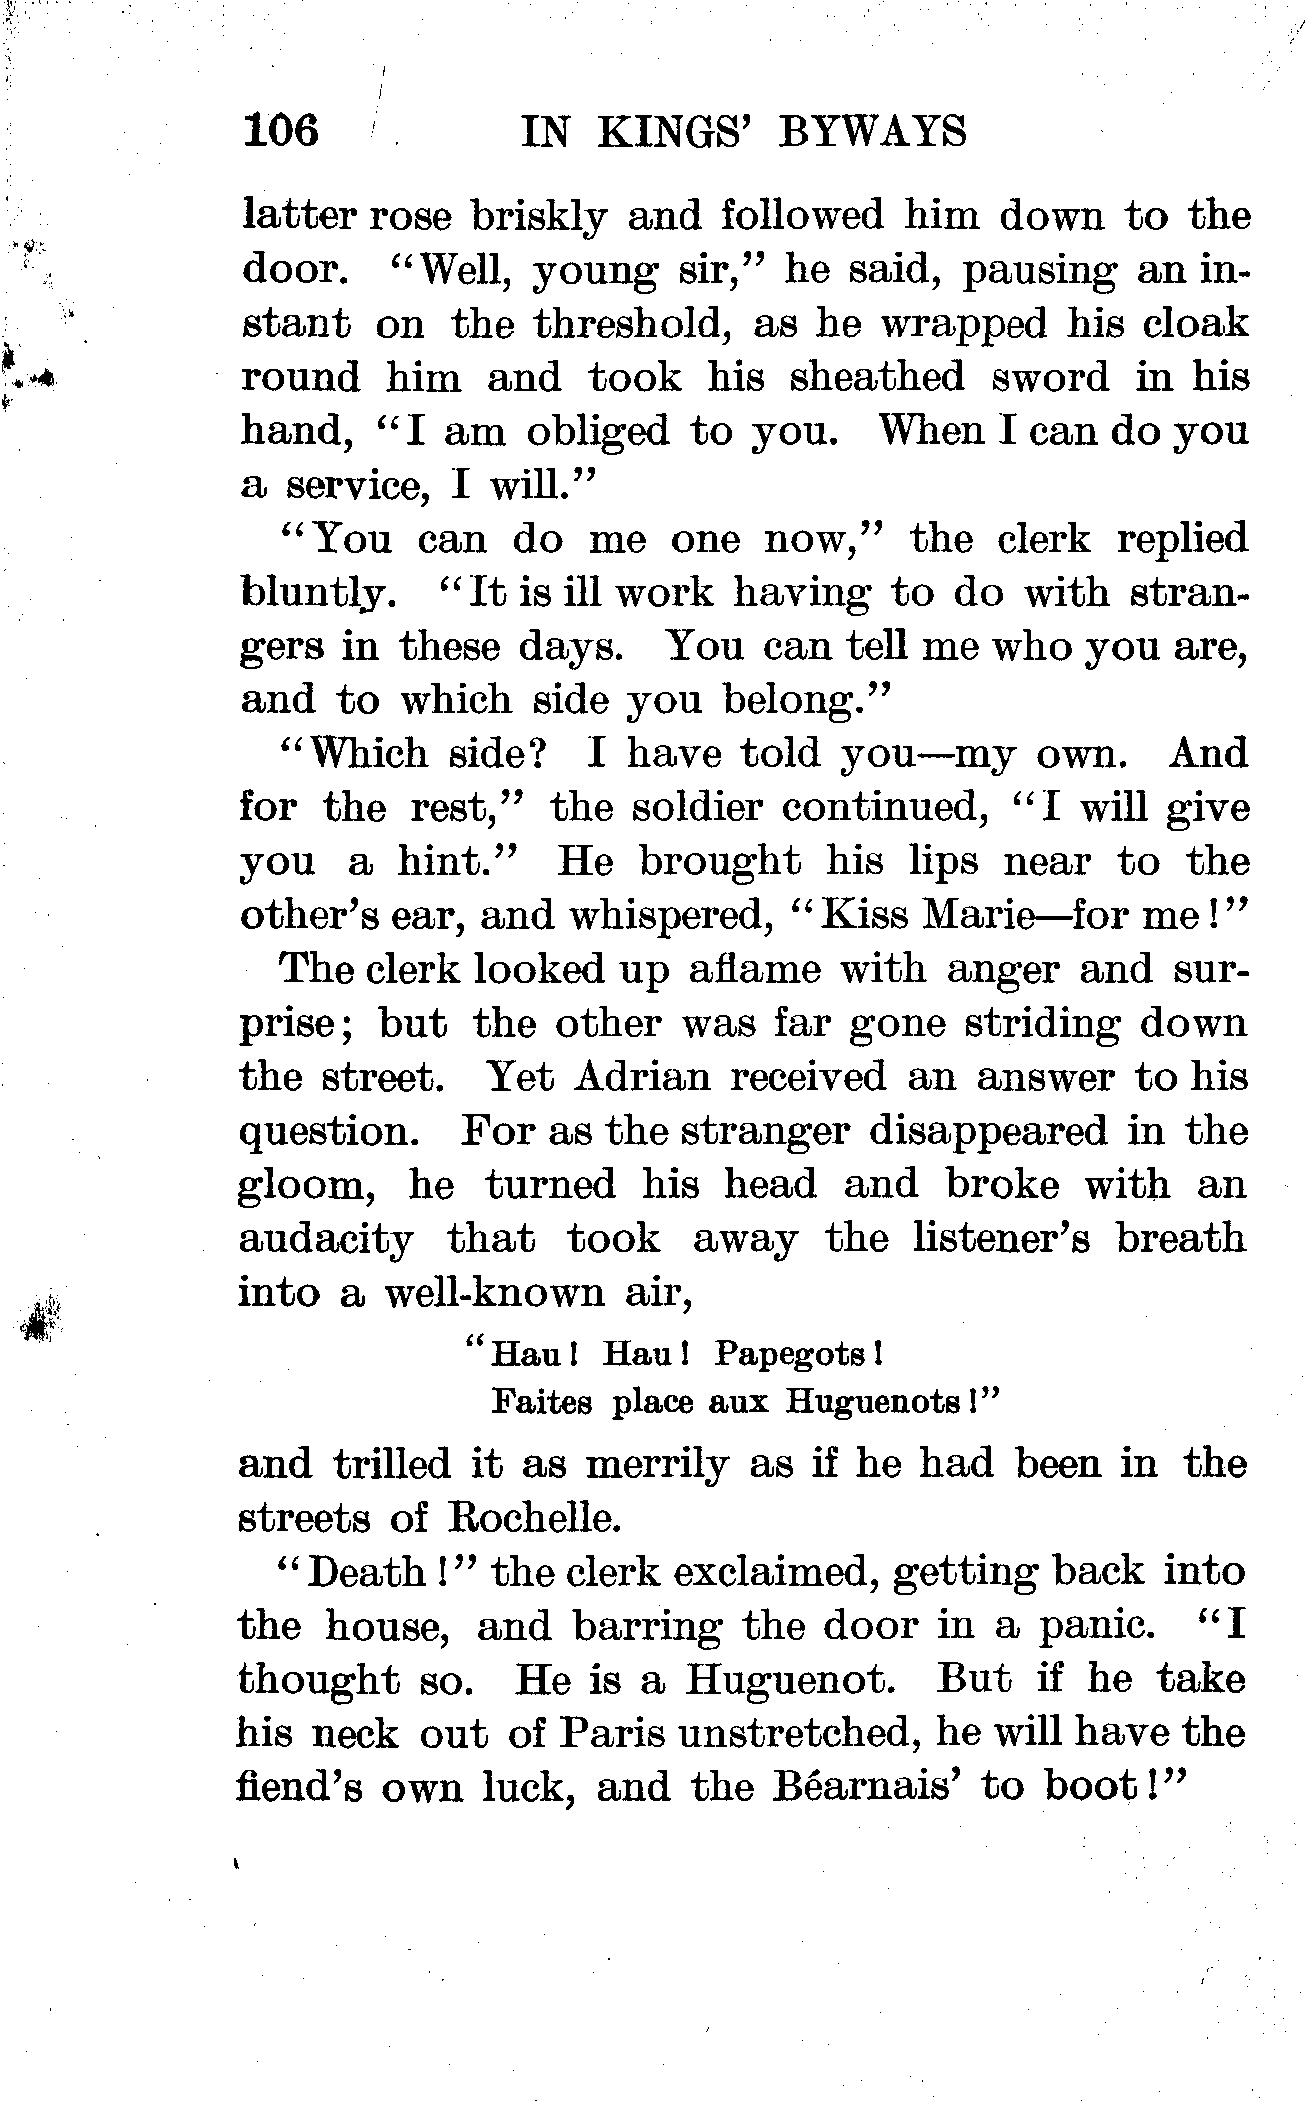 106 IN KINGS' BYWAYS
latter rose briskly and followed him down to the
door. "Well, young sir," he said, pausing an in-
stant on the threshold, as he wrapped his cloak
round him and took his sheathed sword in his
hand, "I am obliged to you. When I can do you
a service, I will."
"You can do me one now," the clerk replied
bluntly. "It is ill work having to do with stran-
gers in these days. You can tell me who you are,
and to which side you belong."
"Which side? I have told you—my own. And
for the rest," the soldier continued, "I will give
you a hint." He brought his lips near to the
other's ear, and whispered, "Kiss Marie—for me!"
The clerk looked up aflame with anger and sur-
prise; but the other was far gone striding down
the street. Yet Adrian received an answer to his
question. For as the stranger disappeared in the
gloom, he turned his head and broke with an
audacity that took away the listener's breath
into a well-known air,
"Hau! Hau! Papegots!
Faites place aux Huguenots!"
and trilled it as merrily as if he had been in the
streets of Rochelle.
"Death!" the clerk exclaimed, getting back into
the house, and barring the door in a panic. "I
thought so. He is a Huguenot. But if he take
his neck out of Paris unstretched, he will have the
fiend's own luck, and the Béarnais' to boot!"